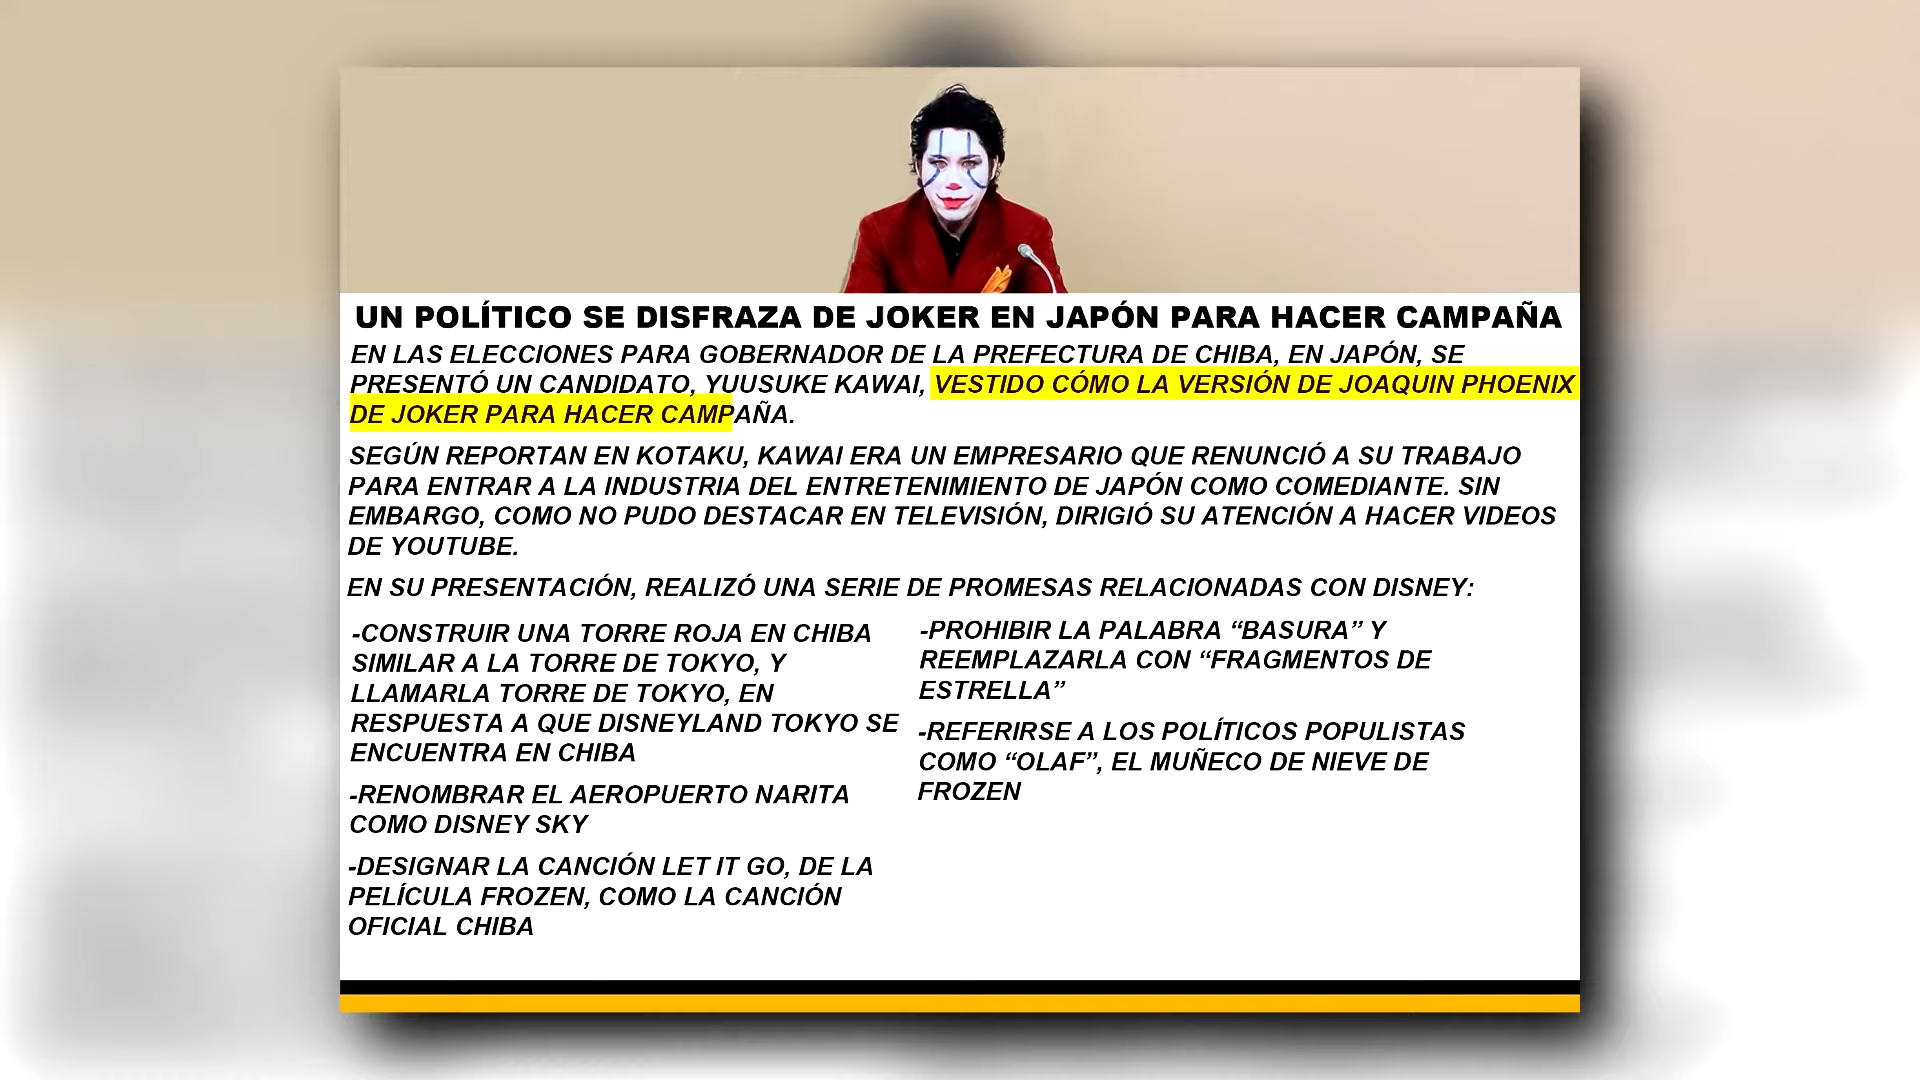 UN POLÍTICO SE DISFRAZA DE JOKER EN JAPÓN PARA HACER CAMPAÑA
EN LAS ELECCIONES PARA GOBERNADOR DE LA PREFECTURA DE CHIBA, EN JAPÓN, SE
PRESENTÓ UN CANDIDATO, YUUSUKE KAWAI, VESTIDO CÓMO LA VERSIÓN DE JOAQUIN PHOENIX
DE JOKER PARA HACER CAMPAÑA.
SEGÚN REPORTAN EN KOTAKU, KAWAI ERA UN EMPRESARIO QUE RENUNCIÓ A SU TRABAJO
PARA ENTRAR A LA INDUSTRIA DEL ENTRETENIMIENTO DE JAPÓN COMO COMEDIANTE. SIN
EMBARGO, COMO NO PUDO DESTACAR EN TELEVISIÓN, DIRIGIÓ SU ATENCIÓN A HACER VIDEOS
DE YOUTUBE.
EN SU PRESENTACIÓN, REALIZÓ UNA SERIE DE PROMESAS RELACIONADAS CON DISNEY:
-CONSTRUIR UNA TORRE ROJA EN CHIBA
SIMILAR A LA TORRE DE TOKYO, Y
LLAMARLA TORRE DE TOKYO, EN
RESPUESTA A QUE DISNEYLAND TOKYO SE
ENCUENTRA EN CHIBA
-RENOMBRAR EL AEROPUERTO NARITA
COMO DISNEY SKY
-DESIGNAR LA CANCIÓN LET IT GO, DE LA
PELÍCULA FROZEN, COMO LA CANCIÓN
OFICIAL CHIBA
-PROHIBIR LA PALABRA “BASURA” Y
REEMPLAZARLA CON “FRAGMENTOS DE
ESTRELLA”
-REFERIRSE A LOS POLÍTICOS POPULISTAS
COMO “OLAF”, EL MUÑECO DE NIEVE DE
FROZEN